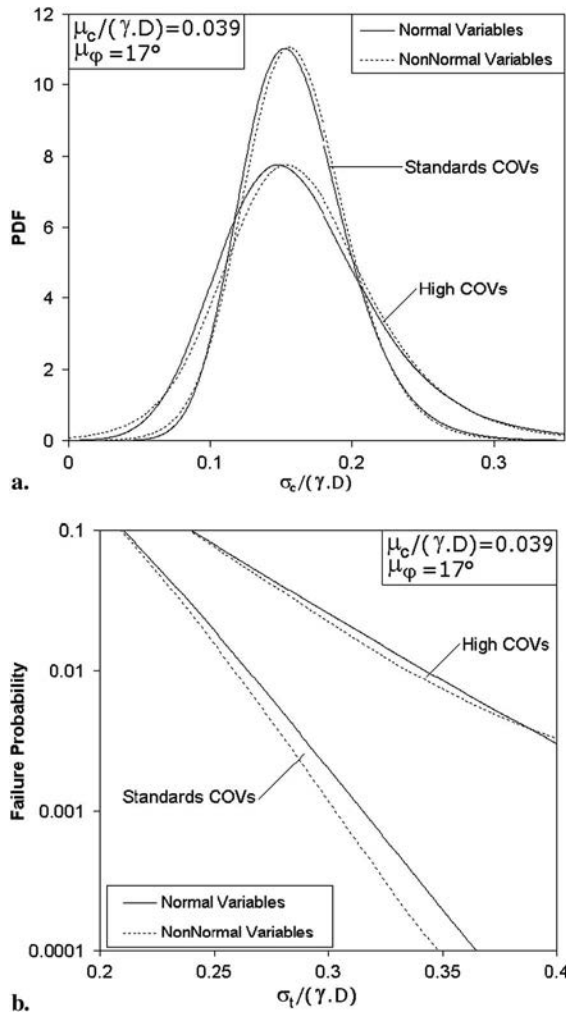 μc/(γ.D)=0.039
μφ=17°
Normal Variables
NonNormal Variables
12
10
8
6
4
2
0
PDF
Standards COVs
High COVs
0
0.1
0.2
0.3
σc/(γ.D)
a.
μc/(γ.D)=0.039
μφ=17°
0.1
0.01
0.001
0.0001
Failure Probability
High COVs
Standards COVs
Normal Variables
NonNormal Variables
0.2
0.25
0.3
0.35
0.4
σt/(γ.D)
b.